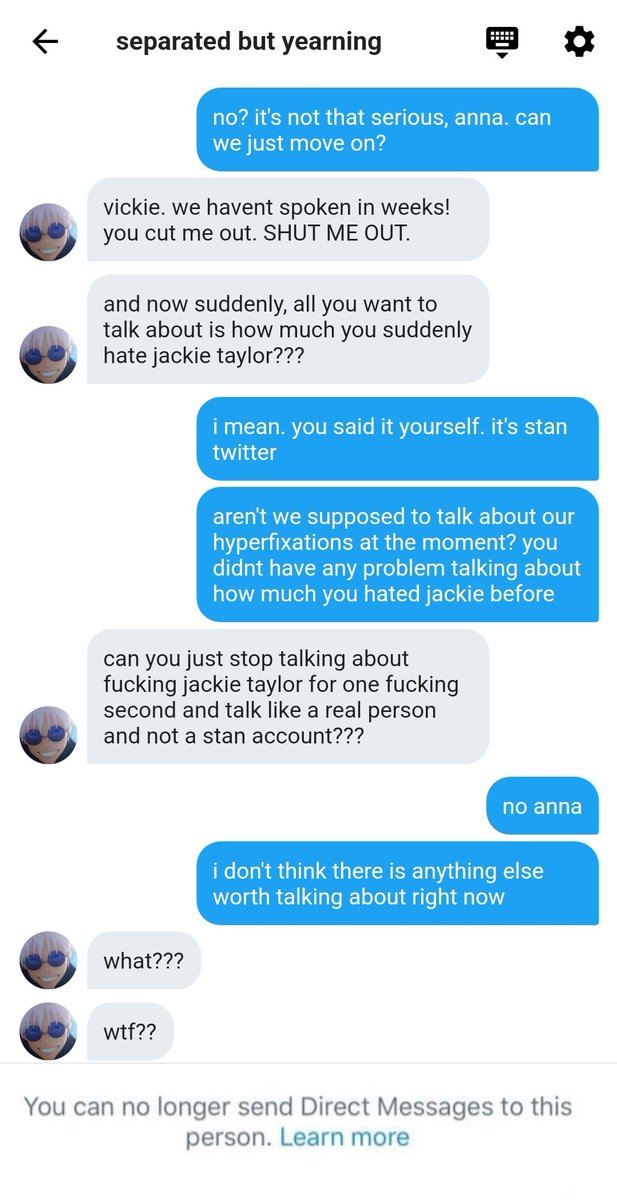 separated but yearning
no? it's not that serious, anna. can
we just move on?
vickie. we havent spoken in weeks!
you cut me out. SHUT ME OUT.
and now suddenly, all you want to
talk about is how much you suddenly
hate jackie taylor???
i mean. you said it yourself. it's stan
twitter
aren't we supposed to talk about our
hyperfixations at the moment? you
didnt have any problem talking about
how much you hated jackie before
can you just stop talking about
fucking jackie taylor for one fucking
second and talk like a real person
and not a stan account???
no anna
i don't think there is anything else
worth talking about right now
what???
wtf??
You can no longer send Direct Messages to this
person. Learn more